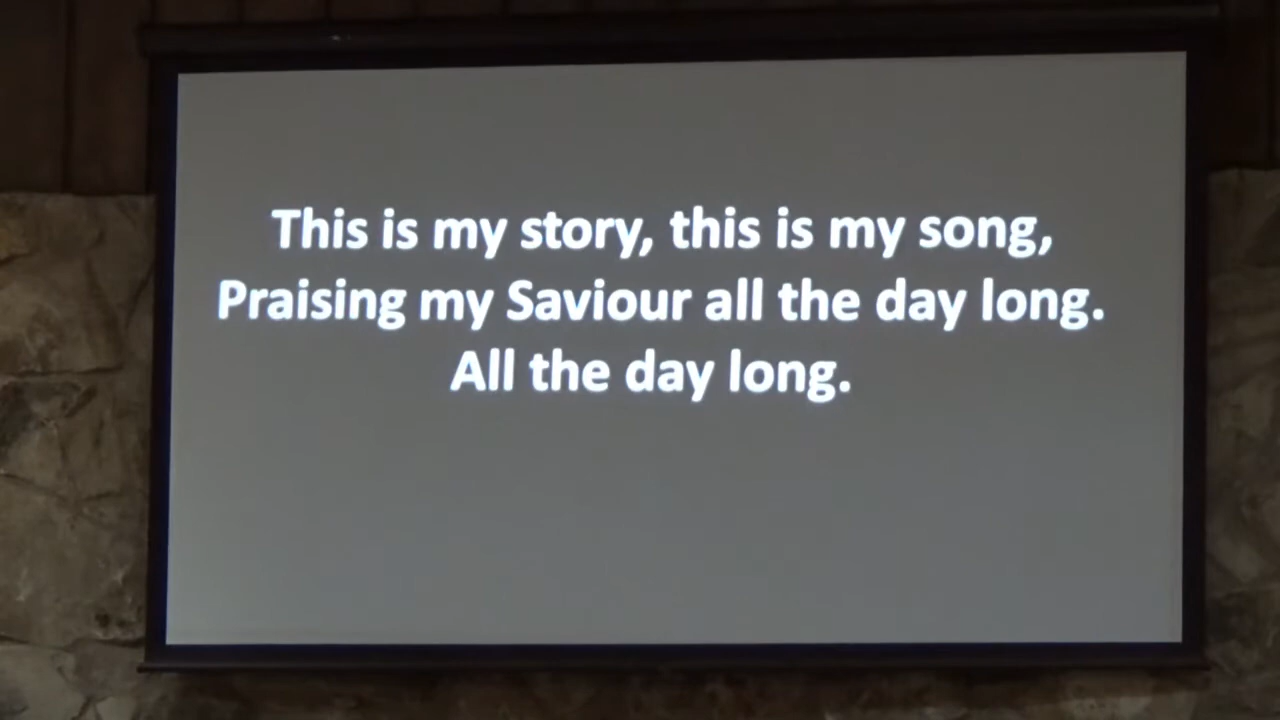 This is my story, this is my song,
Praising my Saviour all the day long.
All the day long.